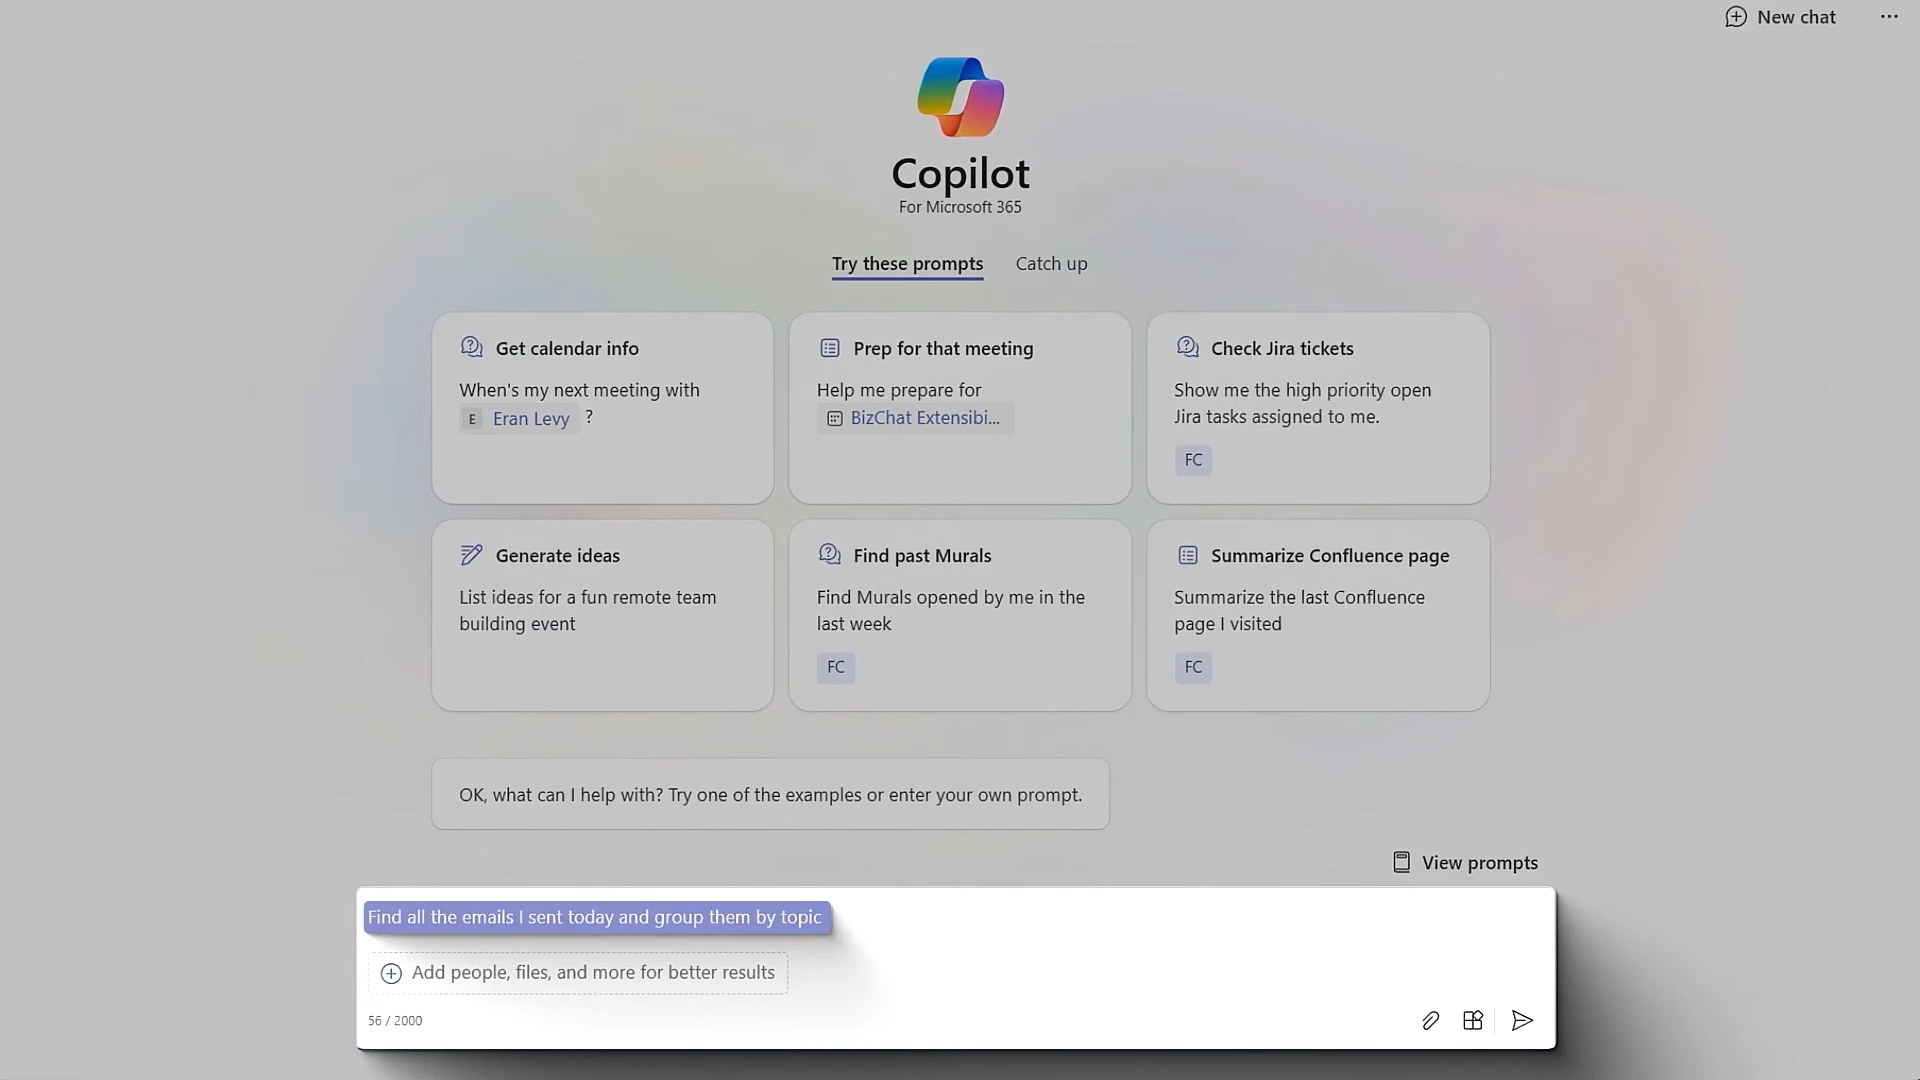 New chat
Copilot
For Microsoft 365
Try these prompts
Catch up
Get calendar info
When's my next meeting with
E Eran Levy ?
Prep for that meeting
Help me prepare for
BizChat Extensibi...
Check Jira tickets
Show me the high priority open
Jira tasks assigned to me.
FC
Generate ideas
List ideas for a fun remote team
building event
Find past Murals
Find Murals opened by me in the
last week
FC
Summarize Confluence page
Summarize the last Confluence
page I visited
FC
OK, what can I help with? Try one of the examples or enter your own prompt.
View prompts
Find all the emails I sent today and group them by topic
Add people, files, and more for better results
56 / 2000